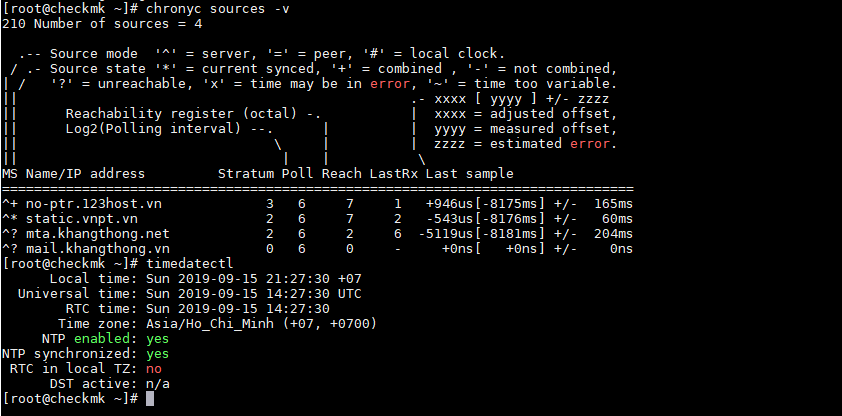 [root@checkmk ~]# chronyc sources -v
210 Number of sources = 4

  .-- Source mode  '^' = server, '=' = peer, '#' = local clock.
 / .- Source state '*' = current synced, '+' = combined , '-' = not combined,
| /   '?' = unreachable, 'x' = time may be in error, '~' = time too variable.
||                                                 .- xxxx [ yyyy ] +/- zzzz
||      Reachability register (octal) -.           |  xxxx = adjusted offset,
||      Log2(Polling interval) --.      |          |  yyyy = measured offset,
||                                \     |          |  zzzz = estimated error.
||                                 |    |           \
MS Name/IP address         Stratum Poll Reach LastRx Last sample
===============================================================================
^+ no-ptr.123host.vn             3   6     7     1   +946us[-8175ms] +/-  165ms
^* static.vnpt.vn                2   6     7     2   -543us[-8176ms] +/-   60ms
^? mta.khangthong.net            2   6     2     6  -5119us[-8181ms] +/-  204ms
^? mail.khangthong.vn            0   6     0     -     +0ns[   +0ns] +/-    0ns
[root@checkmk ~]# timedatectl
      Local time: Sun 2019-09-15 21:27:30 +07
  Universal time: Sun 2019-09-15 14:27:30 UTC
        RTC time: Sun 2019-09-15 14:27:30
       Time zone: Asia/Ho_Chi_Minh (+07, +0700)
     NTP enabled: yes
NTP synchronized: yes
 RTC in local TZ: no
      DST active: n/a
[root@checkmk ~]#